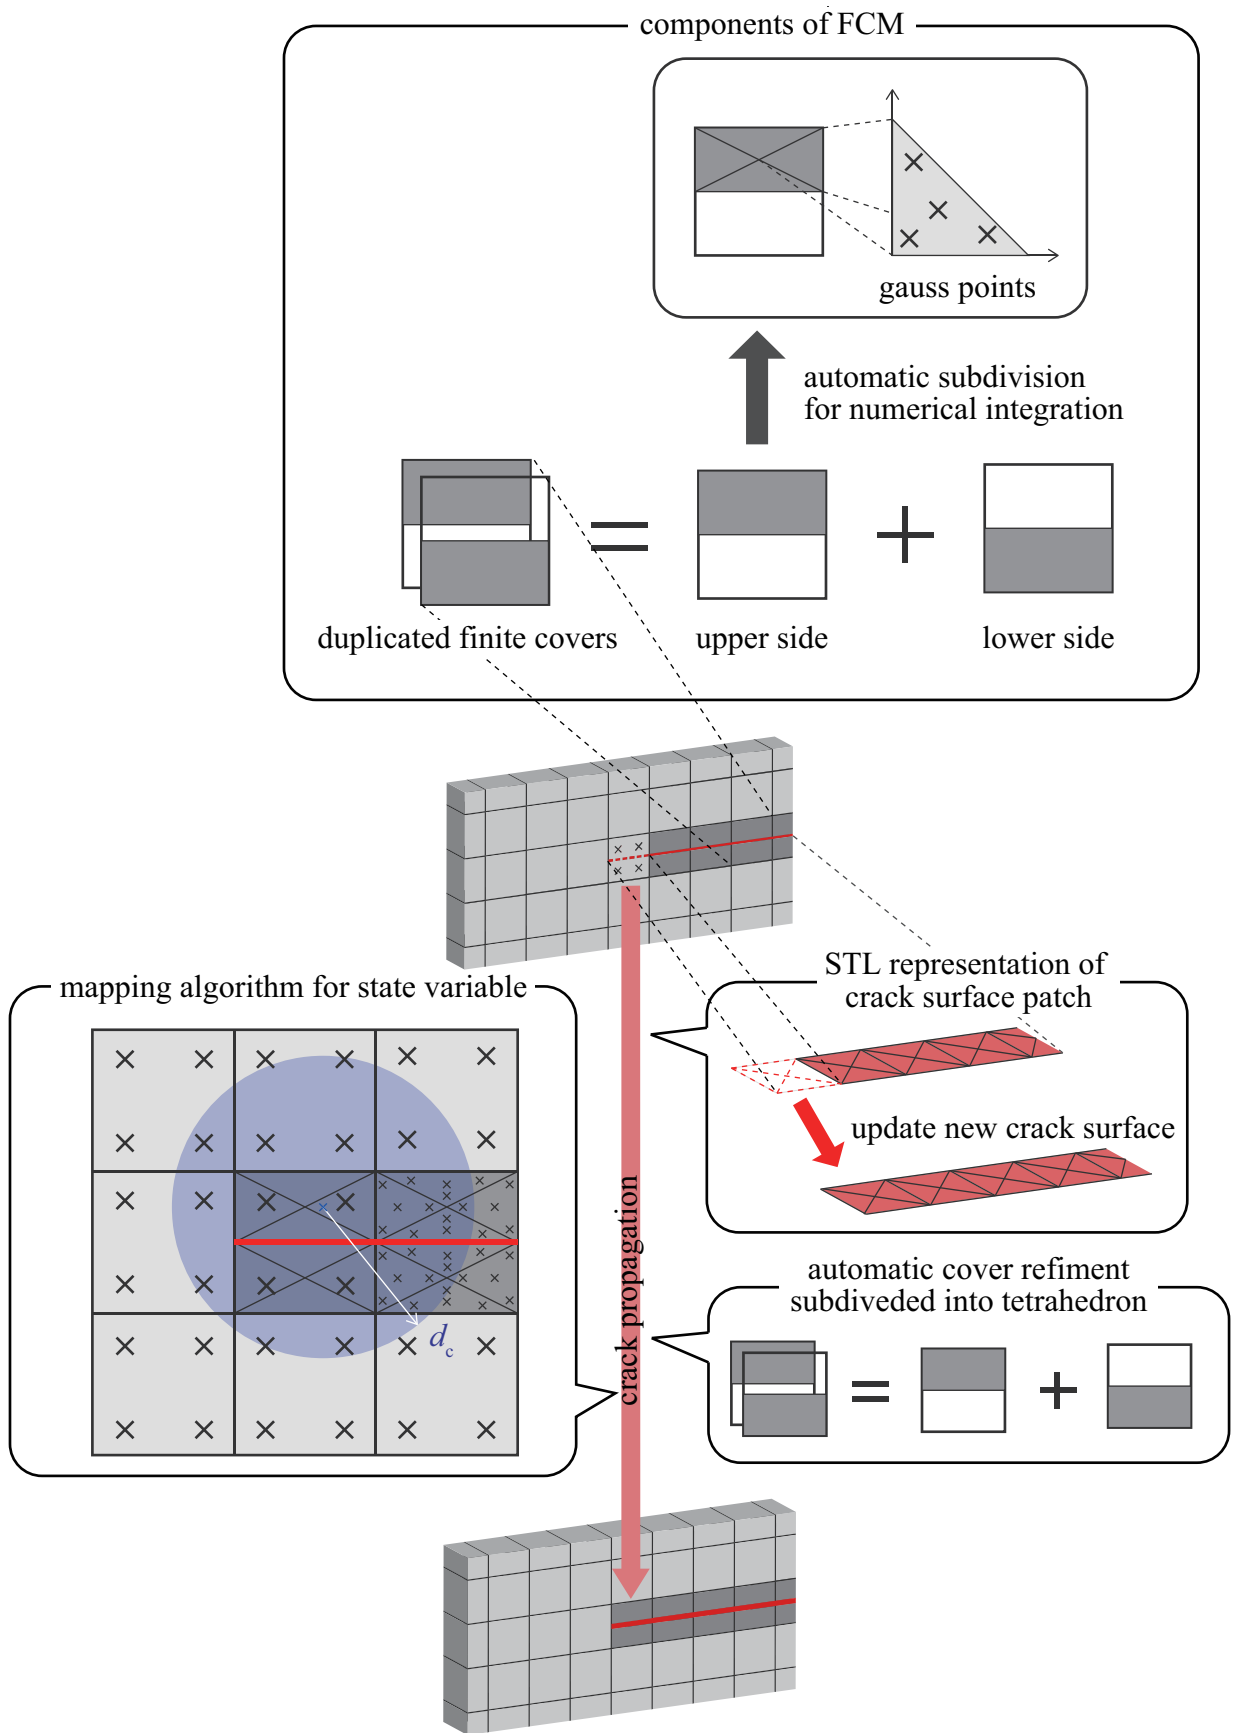 components of FCM
gauss points
automatic subdivision
for numerical integration
duplicated finite covers
upper side
lower side
STL representation of
crack surface patch
update new crack surface
mapping algorithm for state variable
d_c
crack propagation
automatic cover refiment
subdiveded into tetrahedron